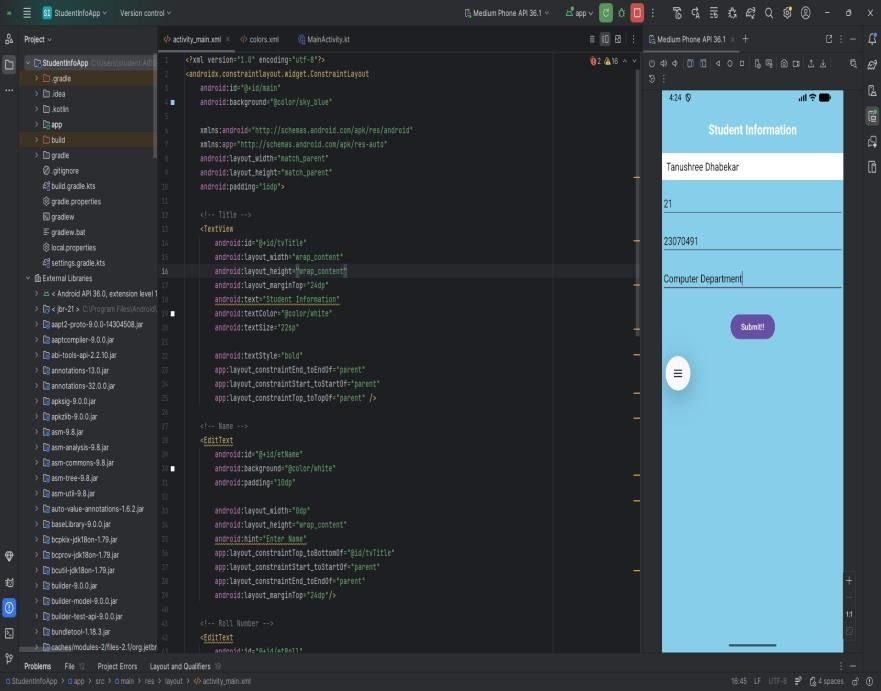 StudentInfoApp Version control Medium Phone API 36.1 app
Project activity_main.xml colors.xml MainActivity.kt Medium Phone API 36.1
StudentInfoApp
.gradle
.idea
.kotlin
app
build
gradle
.gitignore
build.gradle.kts
gradle.properties
gradlew
gradlew.bat
local.properties
settings.gradle.kts
External Libraries
< Android API 36.0, extension level 1
< jbr-21 > C:\Program Files\Android\
aapt2-proto-9.0.0-14304508.jar
aaptcompiler-9.0.0.jar
abi-tools-api-2.2.10.jar
annotations-13.0.jar
annotations-32.0.0.jar
apksig-9.0.0.jar
apkzlib-9.0.0.jar
asm-9.8.jar
asm-analysis-9.8.jar
asm-commons-9.8.jar
asm-tree-9.8.jar
asm-util-9.8.jar
auto-value-annotations-1.6.2.jar
baseLibrary-9.0.0.jar
bcpkix-jdk18on-1.79.jar
bcprov-jdk18on-1.79.jar
bcutil-jdk18on-1.79.jar
builder-9.0.0.jar
builder-model-9.0.0.jar
builder-test-api-9.0.0.jar
bundletool-1.18.3.jar
caches/modules-2/files-2.1/org.jetbr
2 16
1 <?xml version="1.0" encoding="utf-8"?>
2 <androidx.constraintlayout.widget.ConstraintLayout
3 android:id="@+id/main"
4 android:background="@color/sky_blue"
5
6 xmlns:android="http://schemas.android.com/apk/res/android"
7 xmlns:app="http://schemas.android.com/apk/res-auto"
8 android:layout_width="match_parent"
9 android:layout_height="match_parent"
10 android:padding="16dp">
11
12 <!-- Title -->
13 <TextView
14 android:id="@+id/tvTitle"
15 android:layout_width="wrap_content"
16 android:layout_height="wrap_content"
17 android:layout_marginTop="24dp"
18 android:text="Student Information"
19 android:textColor="@color/white"
20 android:textSize="22sp"
21
22 android:textStyle="bold"
23 app:layout_constraintEnd_toEndOf="parent"
24 app:layout_constraintStart_toStartOf="parent"
25 app:layout_constraintTop_toTopOf="parent" />
26
27 <!-- Name -->
28 <EditText
29 android:id="@+id/etName"
30 android:background="@color/white"
31 android:padding="10dp"
32
33 android:layout_width="0dp"
34 android:layout_height="wrap_content"
35 android:hint="Enter Name"
36 app:layout_constraintTop_toBottomOf="@id/tvTitle"
37 app:layout_constraintStart_toStartOf="parent"
38 app:layout_constraintEnd_toEndOf="parent"
39 android:layout_marginTop="24dp"/>
40
41 <!-- Roll Number -->
42 <EditText
android:id="@+id/etRoll"
4:24
Student Information
Tanushree Dhabekar
21
23070491
Computer Department
Submit!!
1:1
Problems File 12 Project Errors Layout and Qualifiers 19
StudentInfoApp > app > src > main > res > layout > activity_main.xml 16:45 LF UTF-8 4 spaces